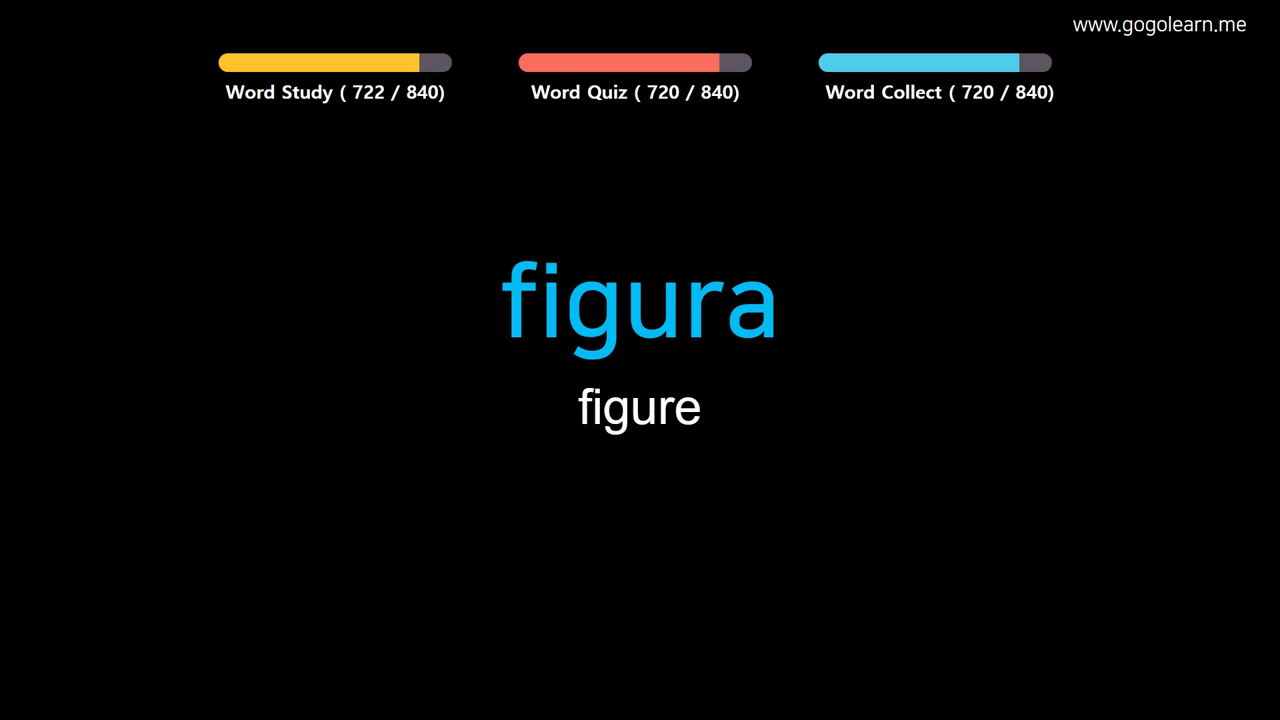 www.gogolearn.me
Word Study ( 722 / 840)
Word Quiz ( 720 / 840)
Word Collect ( 720 / 840)
figura
figure